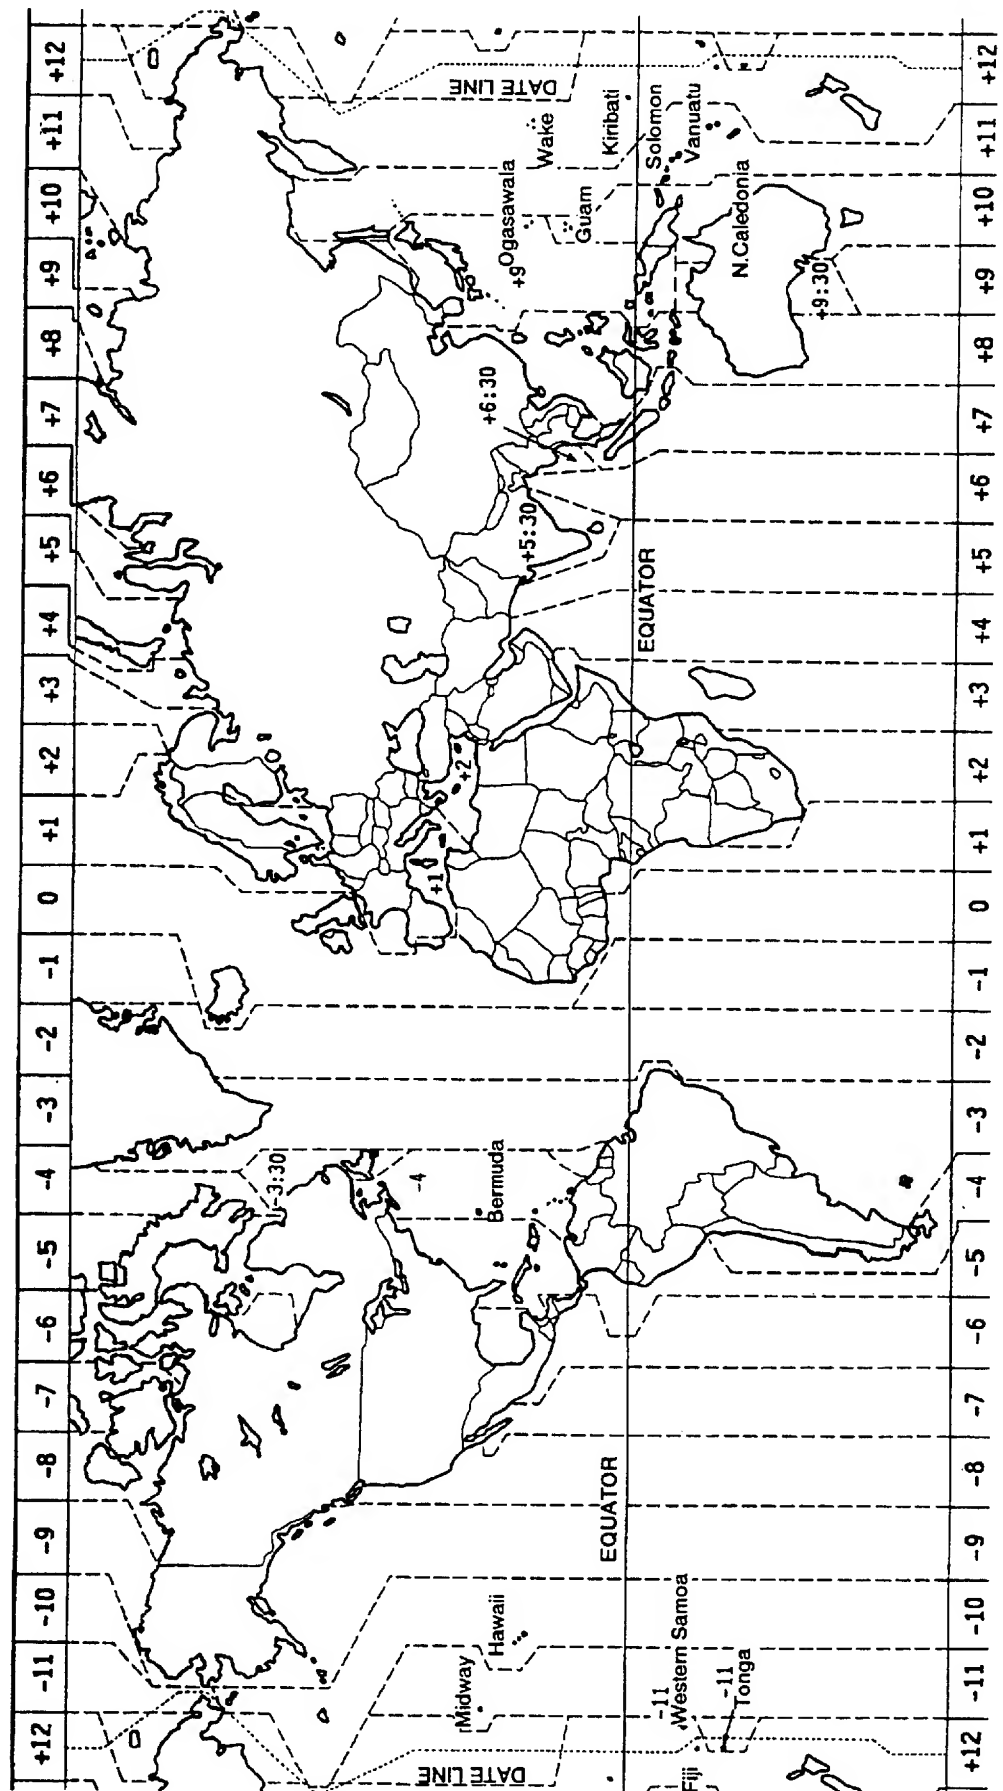 +12 -11 -10 -9 -8 -7 -6 -5 -4 -3 -2 -1 0 +1 +2 +3 +4 +5 +6 +7 +8 +9 +10 +11 +12
-3:30
-4
DATE LINE
+1
+2
Midway
Hawaii
Bermuda
+6:30
+5:30
Ogasawala
+9
Wake
DATE LINE
Guam
EQUATOR
EQUATOR
Kiribati
Solomon
-11
Western Samoa
Fiji
Vanuatu
-11
Tonga
N.Caledonia
+9:30
+12 -11 -10 -9 -8 -7 -6 -5 -4 -3 -2 -1 0 +1 +2 +3 +4 +5 +6 +7 +8 +9 +10 +11 +12